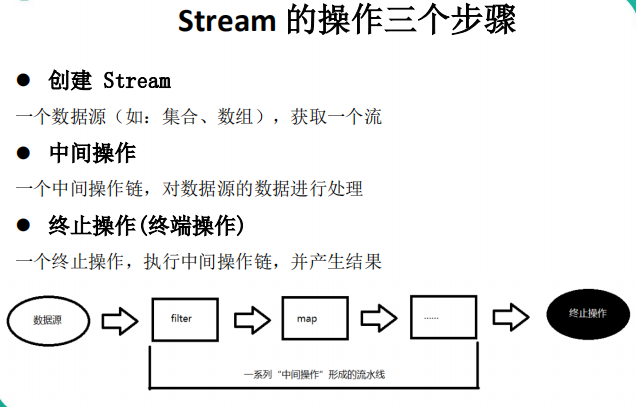 Stream 的操作三个步骤
● 创建 Stream
一个数据源（如：集合、数组），获取一个流
● 中间操作
一个中间操作链，对数据源的数据进行处理
● 终止操作(终端操作)
一个终止操作，执行中间操作链，并产生结果
数据源
filter
map
......
终止操作
一系列“中间操作”形成的流水线